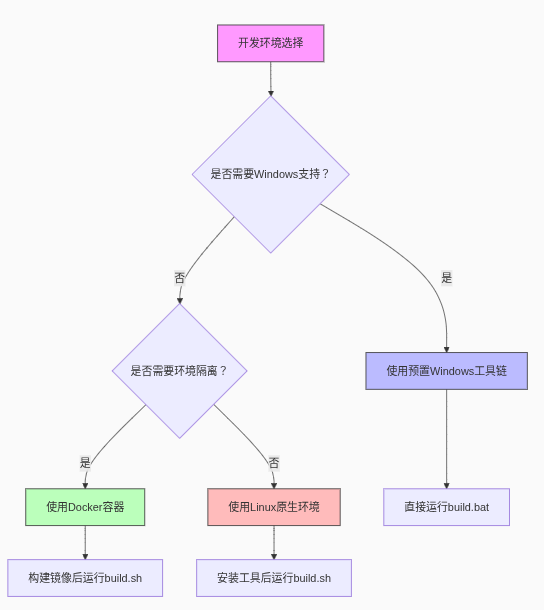 开发环境选择
是否需要Windows支持？
否
是
是否需要环境隔离？
使用预置Windows工具链
是
否
使用Docker容器
使用Linux原生环境
直接运行build.bat
构建镜像后运行build.sh
安装工具后运行build.sh